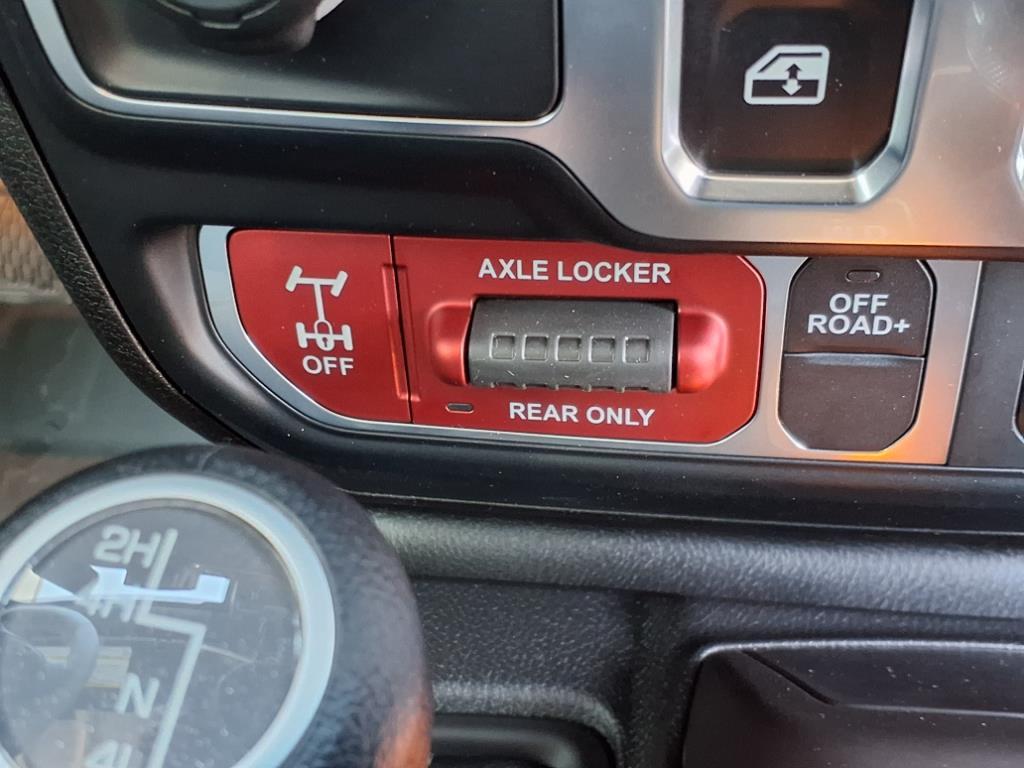 AXLE LOCKER
OFF
REAR ONLY
OFF
ROAD+
2H
4H
N
4L